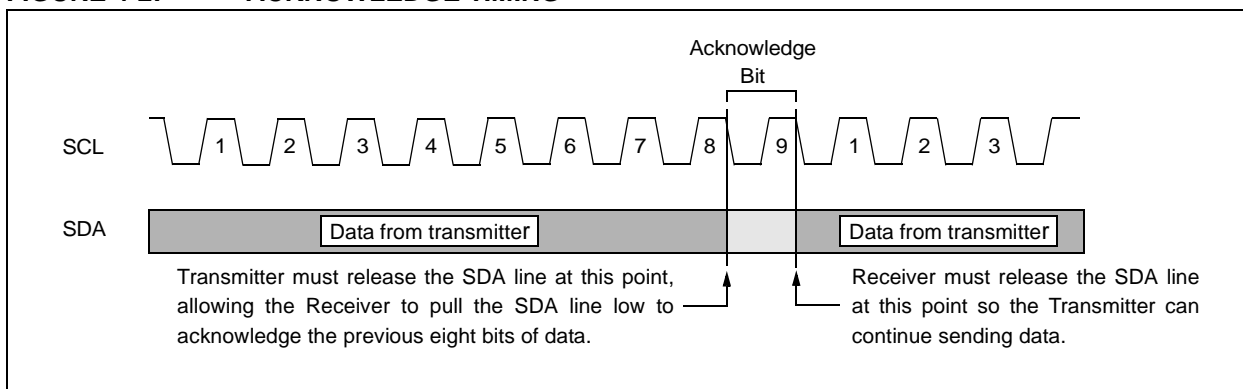 Acknowledge
Bit
SCL 1 2 3 4 5 6 7 8 9 1 2 3
SDA Data from transmitter Data from transmitter
Transmitter must release the SDA line at this point,
allowing the Receiver to pull the SDA line low to
acknowledge the previous eight bits of data.
Receiver must release the SDA line
at this point so the Transmitter can
continue sending data.